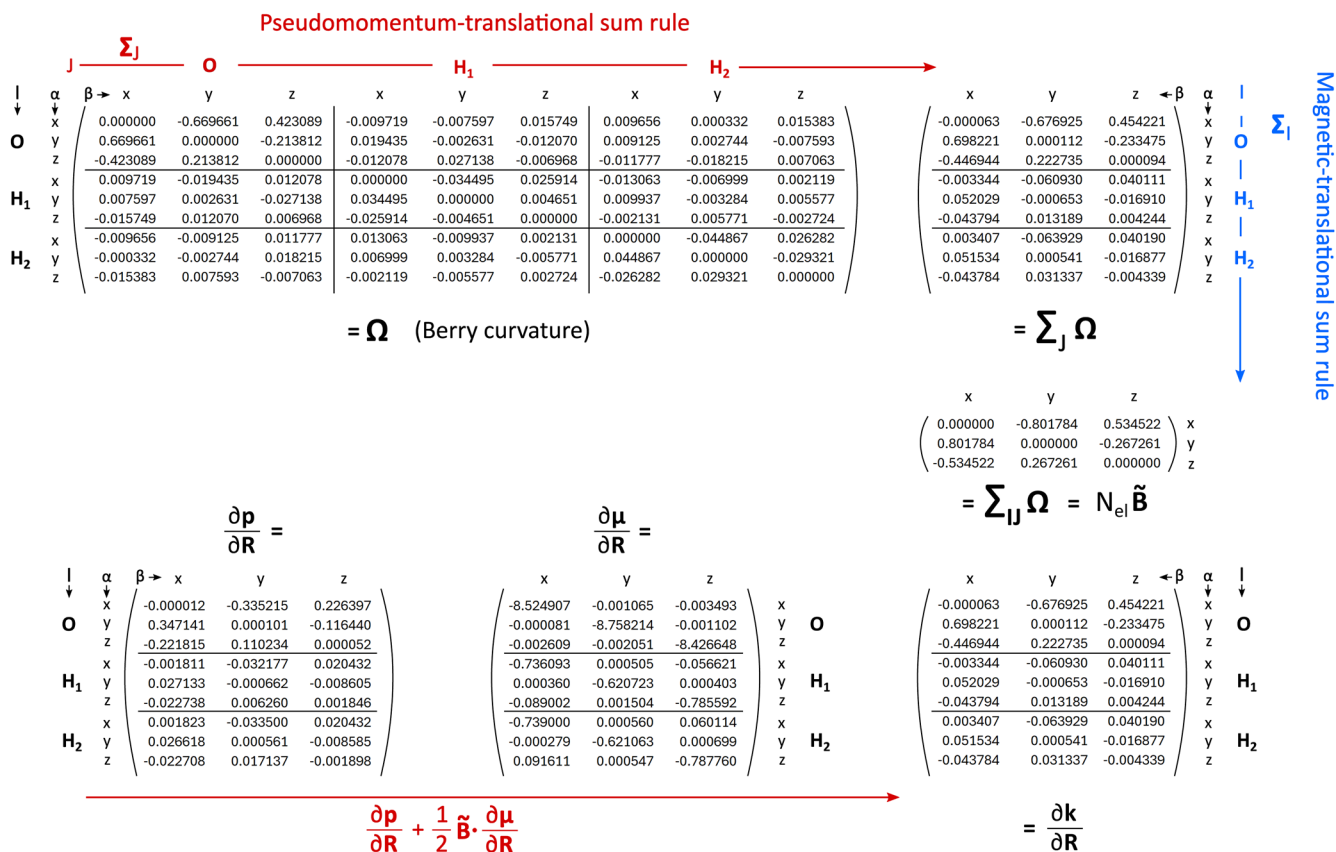 Pseudomomentum-translational sum rule
Σ_J
J O H₁ H₂
I α β→ x y z x y z x y z
x 0.000000 -0.669661 0.423089 -0.009719 -0.007597 0.015749 0.009656 0.000332 0.015383
O y 0.669661 0.000000 -0.213812 0.019435 -0.002631 -0.012070 0.009125 0.002744 -0.007593
z -0.423089 0.213812 0.000000 -0.012078 0.027138 -0.006968 -0.011777 -0.018215 0.007063
x 0.009719 -0.019435 0.012078 0.000000 -0.034495 0.025914 -0.013063 -0.006999 0.002119
H₁ y 0.007597 0.002631 -0.027138 0.034495 0.000000 0.004651 0.009937 -0.003284 0.005577
z -0.015749 0.012070 0.006968 -0.025914 -0.004651 0.000000 -0.002131 0.005771 -0.002724
x -0.009656 -0.009125 0.011777 0.013063 -0.009937 0.002131 0.000000 -0.044867 0.026282
H₂ y -0.000332 -0.002744 0.018215 0.006999 0.003284 -0.005771 0.044867 0.000000 -0.029321
z -0.015383 0.007593 -0.007063 -0.002119 -0.005577 0.002724 -0.026282 0.029321 0.000000
= Ω (Berry curvature)
x y z ←β α I
-0.000063 -0.676925 0.454221 x
0.698221 0.000112 -0.233475 y O
-0.446944 0.222735 0.000094 z
-0.003344 -0.060930 0.040111 x
0.052029 -0.000653 -0.016910 y H₁
-0.043794 0.013189 0.004244 z
0.003407 -0.063929 0.040190 x
0.051534 0.000541 -0.016877 y H₂
-0.043784 0.031337 -0.004339 z
= Σ_J Ω
Σ_I
Magnetic-translational sum rule
x y z
0.000000 -0.801784 0.534522 x
0.801784 0.000000 -0.267261 y
-0.534522 0.267261 0.000000 z
= Σ_IJ Ω = N_el B̃
∂p/∂R =
I α β→ x y z
x -0.000012 -0.335215 0.226397
O y 0.347141 0.000101 -0.116440
z -0.221815 0.110234 0.000052
x -0.001811 -0.032177 0.020432
H₁ y 0.027133 -0.000662 -0.008605
z -0.022738 0.006260 0.001846
x 0.001823 -0.033500 0.020432
H₂ y 0.026618 0.000561 -0.008585
z -0.022708 0.017137 -0.001898
∂μ/∂R =
x y z
-8.524907 -0.001065 -0.003493 x
-0.000081 -8.758214 -0.001102 y O
-0.002609 -0.002051 -8.426648 z
-0.736093 0.000505 -0.056621 x
0.000360 -0.620723 0.000403 y H₁
-0.089002 0.001504 -0.785592 z
-0.739000 0.000560 0.060114 x
-0.000279 -0.621063 0.000699 y H₂
0.091611 0.000547 -0.787760 z
x y z ←β α I
-0.000063 -0.676925 0.454221 x
0.698221 0.000112 -0.233475 y O
-0.446944 0.222735 0.000094 z
-0.003344 -0.060930 0.040111 x
0.052029 -0.000653 -0.016910 y H₁
-0.043794 0.013189 0.004244 z
0.003407 -0.063929 0.040190 x
0.051534 0.000541 -0.016877 y H₂
-0.043784 0.031337 -0.004339 z
∂p/∂R + 1/2 B̃·∂μ/∂R
= ∂k/∂R